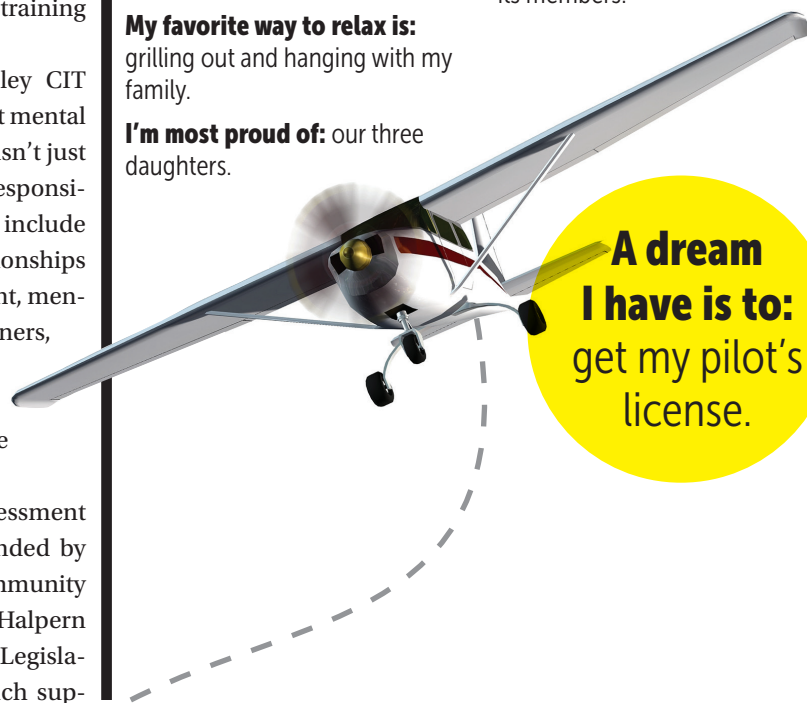 training
ley CIT
t mental
sn't just
esponsi-
include
onships
nt, men-
ners,
e
essment
nded by
mmunity
Halpern
Legisla-
ch sup-
My favorite way to relax is:
grilling out and hanging with my
family.
I'm most proud of: our three
daughters.
its members.
A dream
I have is to:
get my pilot's
license.